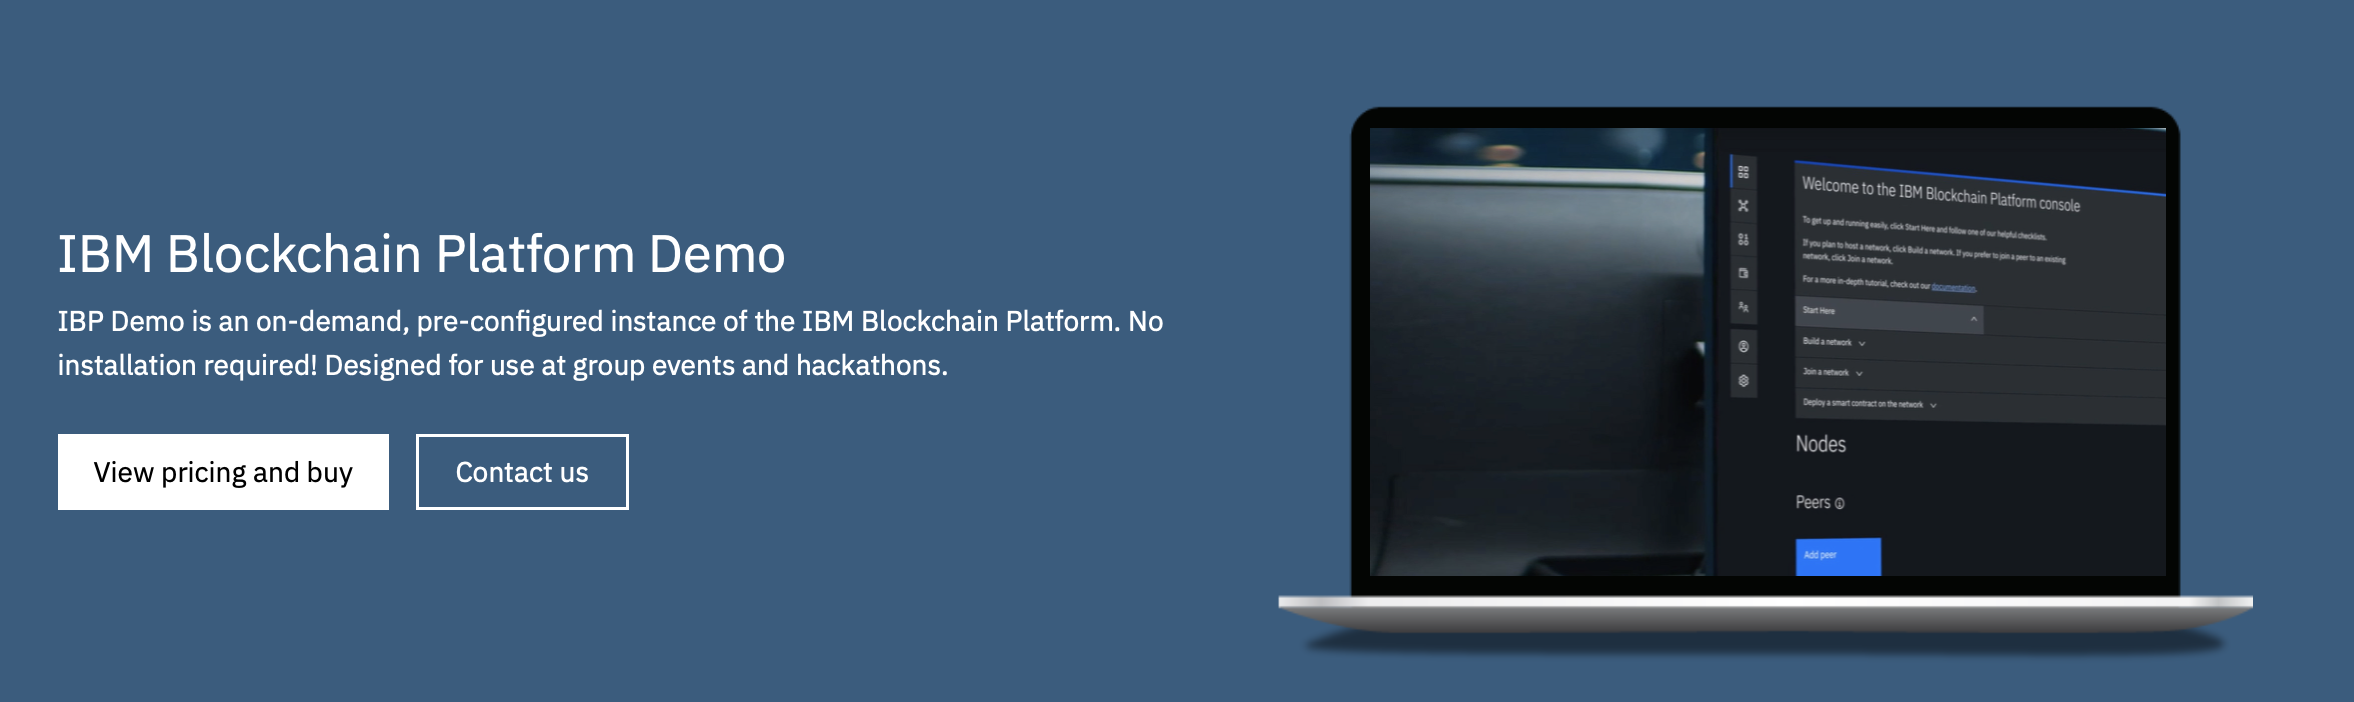 IBM Blockchain Platform Demo
IBP Demo is an on-demand, pre-configured instance of the IBM Blockchain Platform. No
installation required! Designed for use at group events and hackathons.
View pricing and buy
Contact us
Welcome to the IBM Blockchain Platform console
To get up and running easily, click Start Here and follow one of our helpful checklists.
If you plan to host a network, click Build a network. If you prefer to join a peer to an existing
network, click Join a network.
For a more in-depth tutorial, check out our documentation.
Start Here
Build a network
Join a network
Deploy a smart contract on the network
Nodes
Peers
Add peer